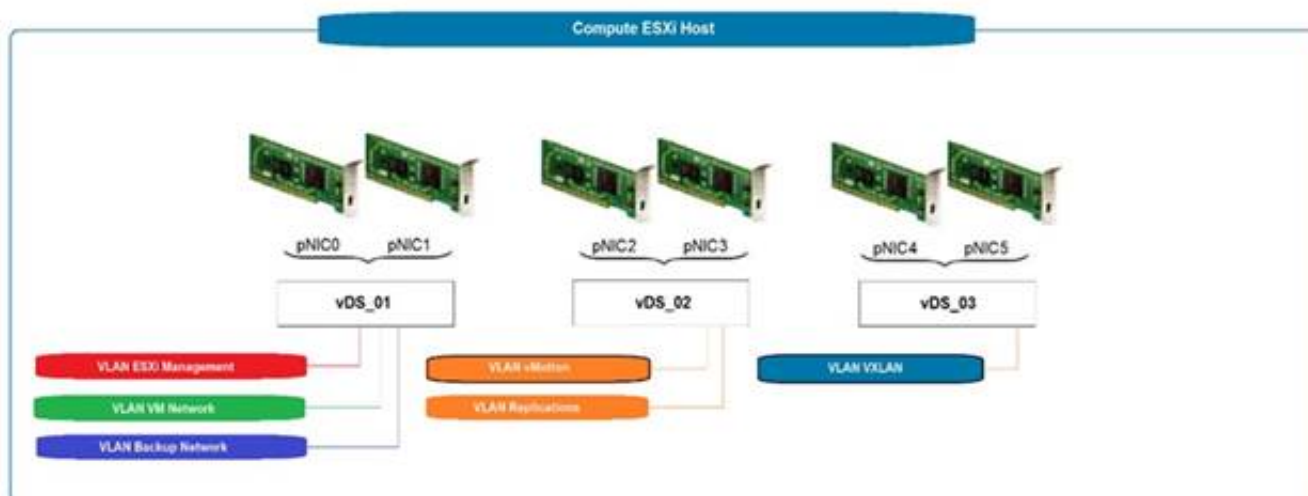 Compute ESXi Host
pNIC0 pNIC1 pNIC2 pNIC3 pNIC4 pNIC5
vDS_01 vDS_02 vDS_03
VLAN ESXi Management VLAN vMotion VLAN VXLAN
VLAN VM Network VLAN Replications
VLAN Backup Network